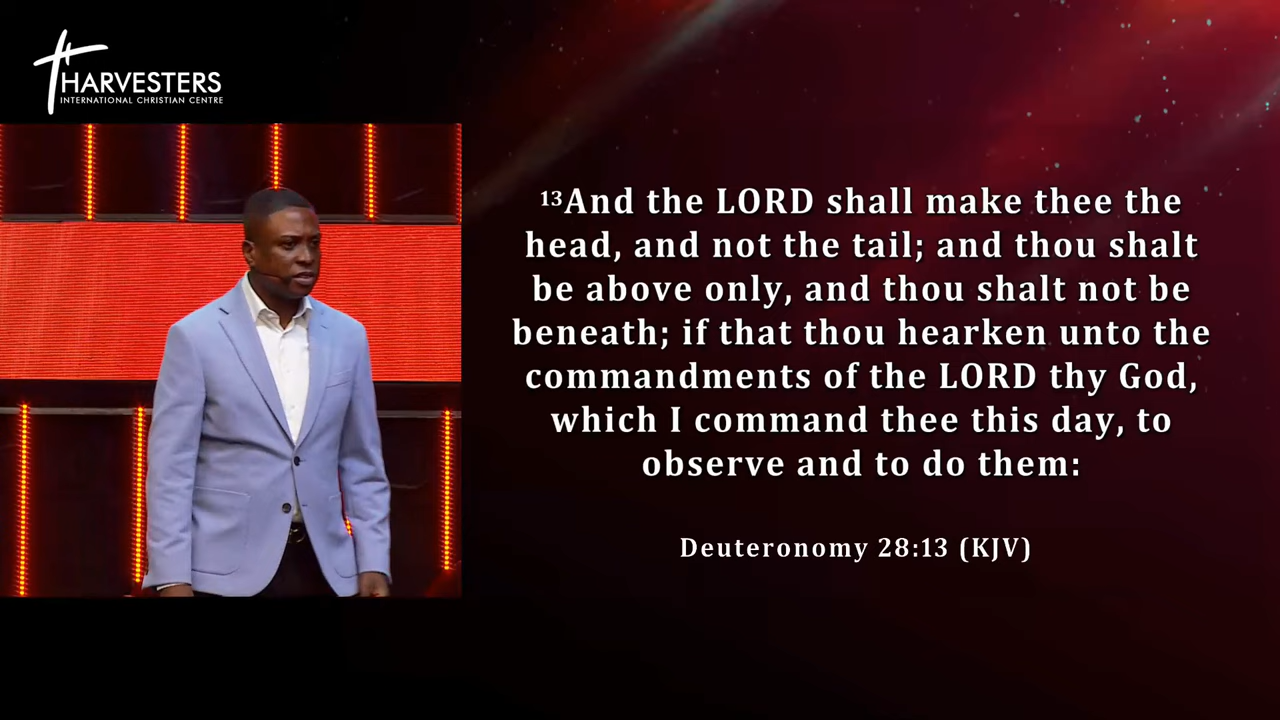 HARVESTERS
INTERNATIONAL CHRISTIAN CENTRE
¹³And the LORD shall make thee the
head, and not the tail; and thou shalt
be above only, and thou shalt not be
beneath; if that thou hearken unto the
commandments of the LORD thy God,
which I command thee this day, to
observe and to do them:
Deuteronomy 28:13 (KJV)